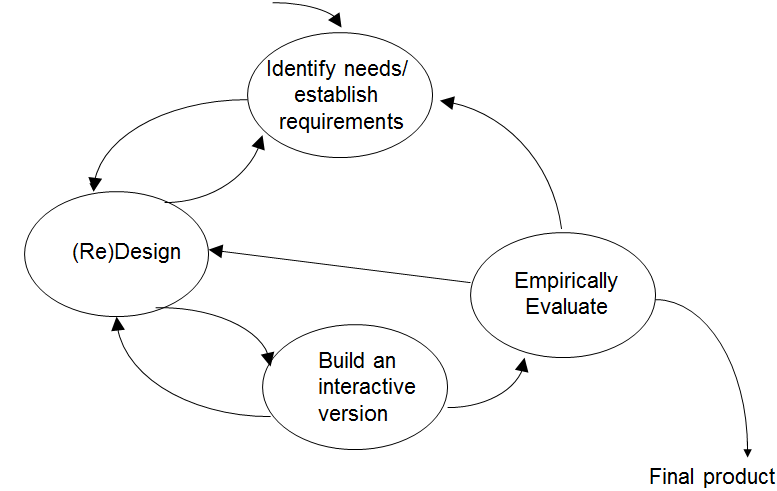 Identify needs/
establish
requirements
(Re)Design
Empirically
Evaluate
Build an
interactive
version
Final product